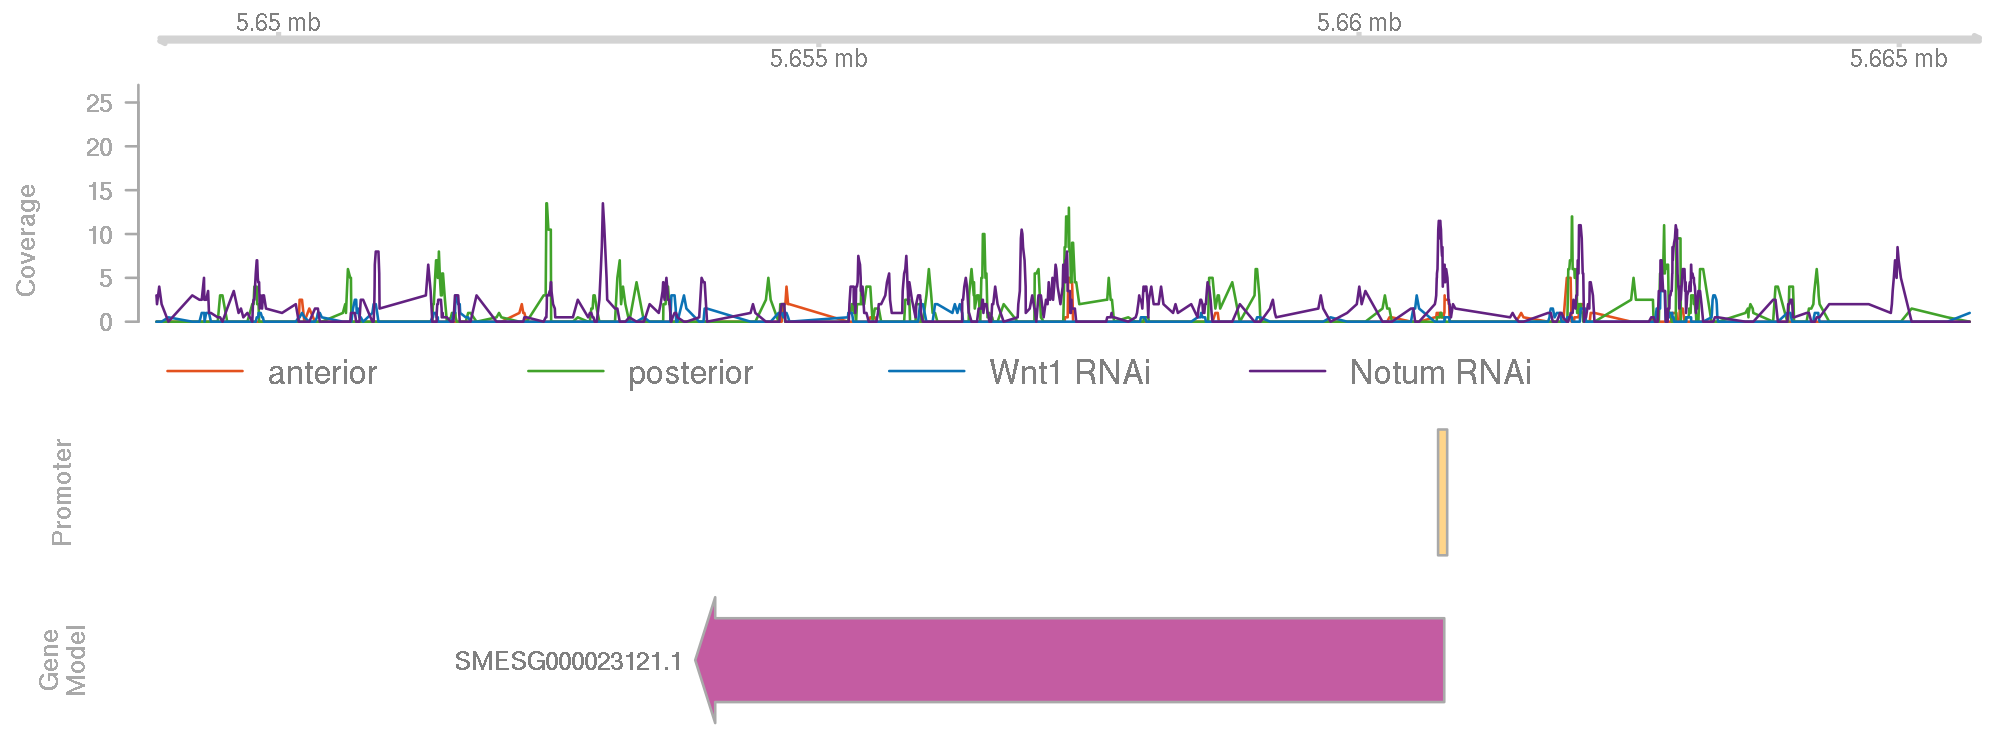 5.65 mb
5.66 mb
5.655 mb
5.665 mb
Coverage
25
20
15
10
5
0
anterior
posterior
Wnt1 RNAi
Notum RNAi
Promoter
Gene
Model
SMESG000023121.1